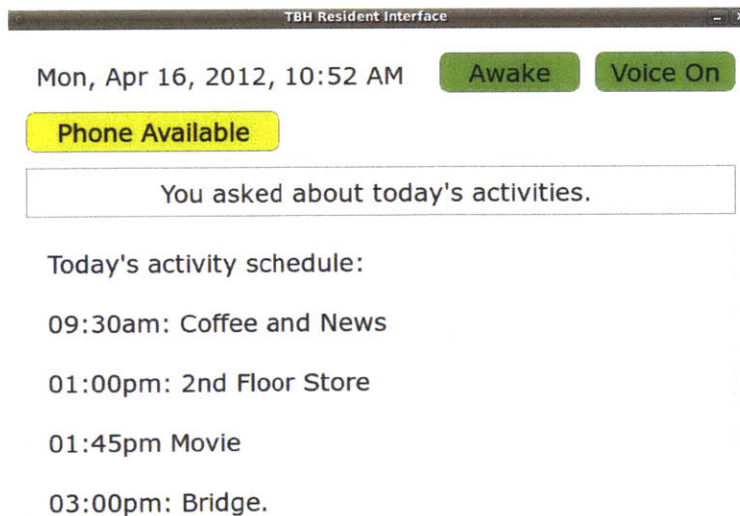 TBH Resident Interface
Mon, Apr 16, 2012, 10:52 AM Awake Voice On
Phone Available
You asked about today's activities.
Today's activity schedule:
09:30am: Coffee and News
01:00pm: 2nd Floor Store
01:45pm Movie
03:00pm: Bridge.